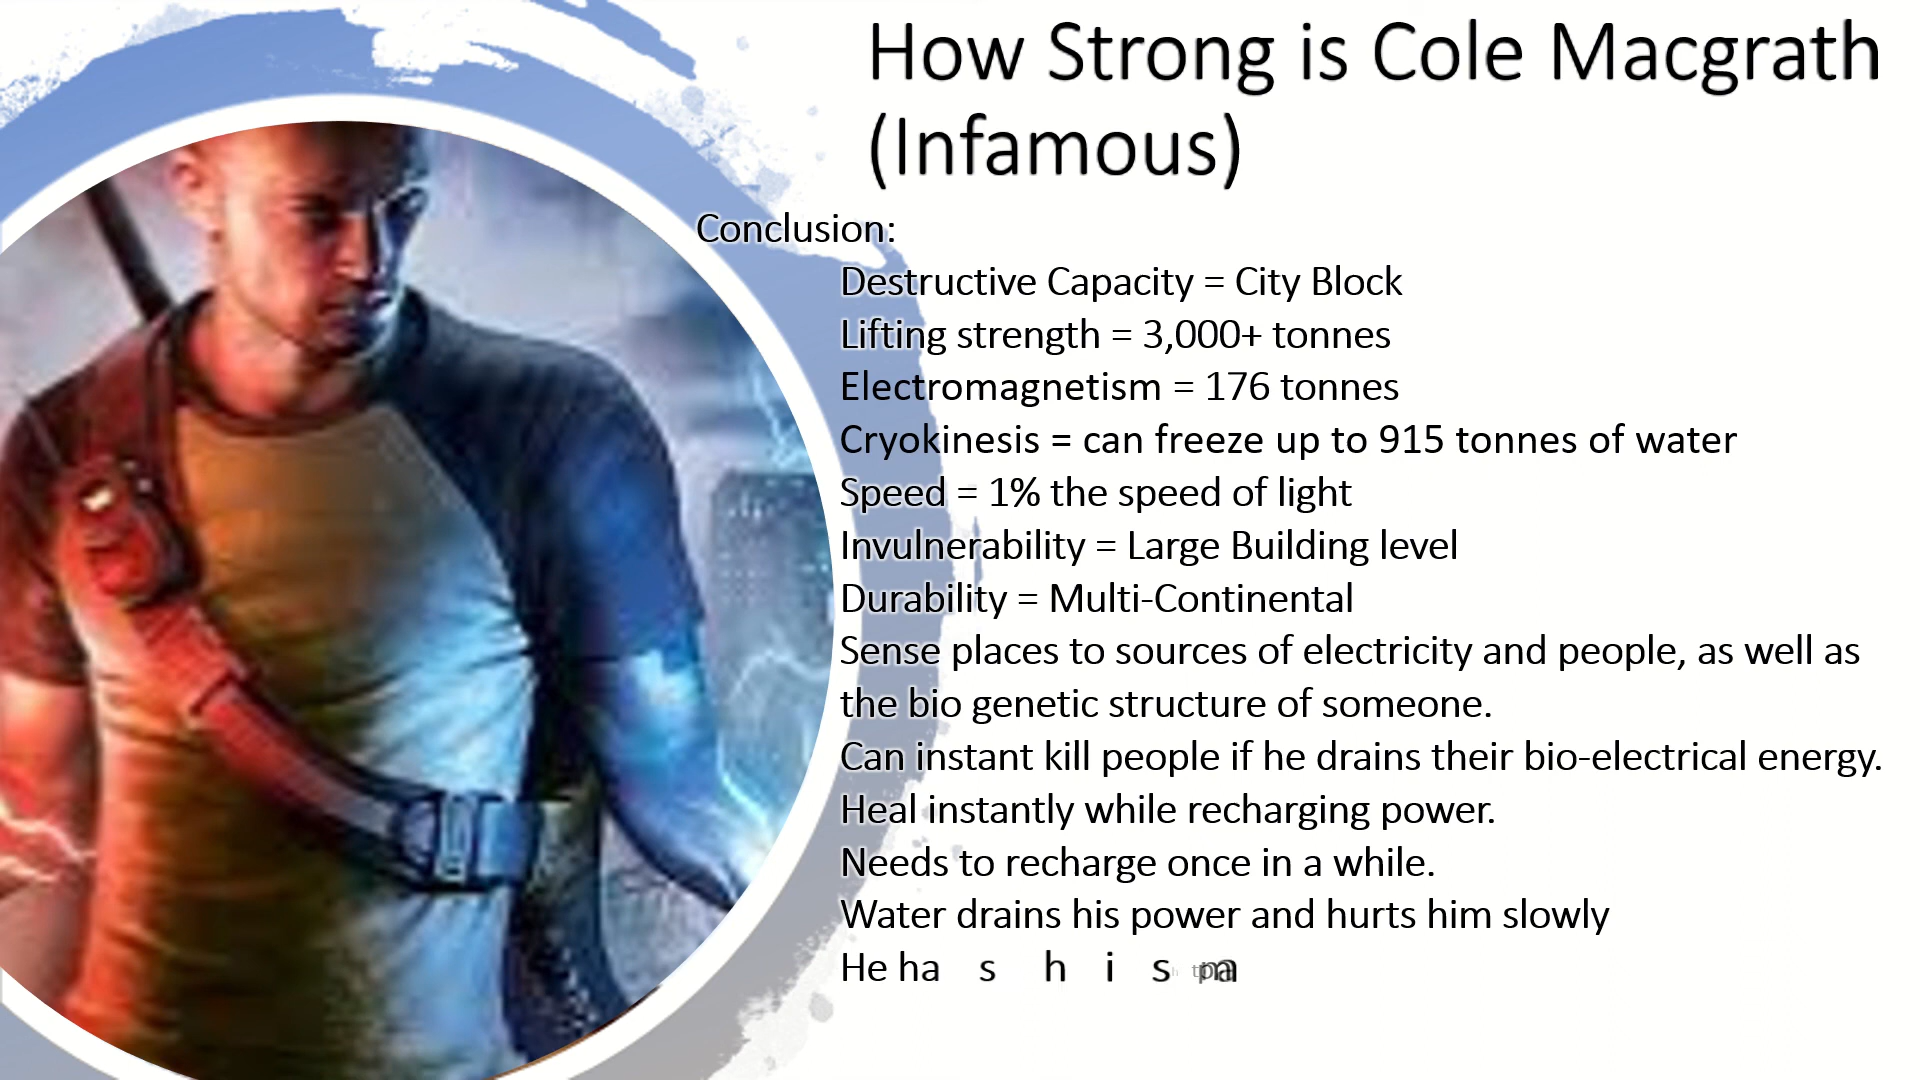 How Strong is Cole Macgrath
(Infamous)
Conclusion:
Destructive Capacity = City Block
Lifting strength = 3,000+ tonnes
Electromagnetism = 176 tonnes
Cryokinesis = can freeze up to 915 tonnes of water
Speed = 1% the speed of light
Invulnerability = Large Building level
Durability = Multi-Continental
Sense places to sources of electricity and people, as well as
the bio genetic structure of someone.
Can instant kill people if he drains their bio-electrical energy.
Heal instantly while recharging power.
Needs to recharge once in a while.
Water drains his power and hurts him slowly
He has his